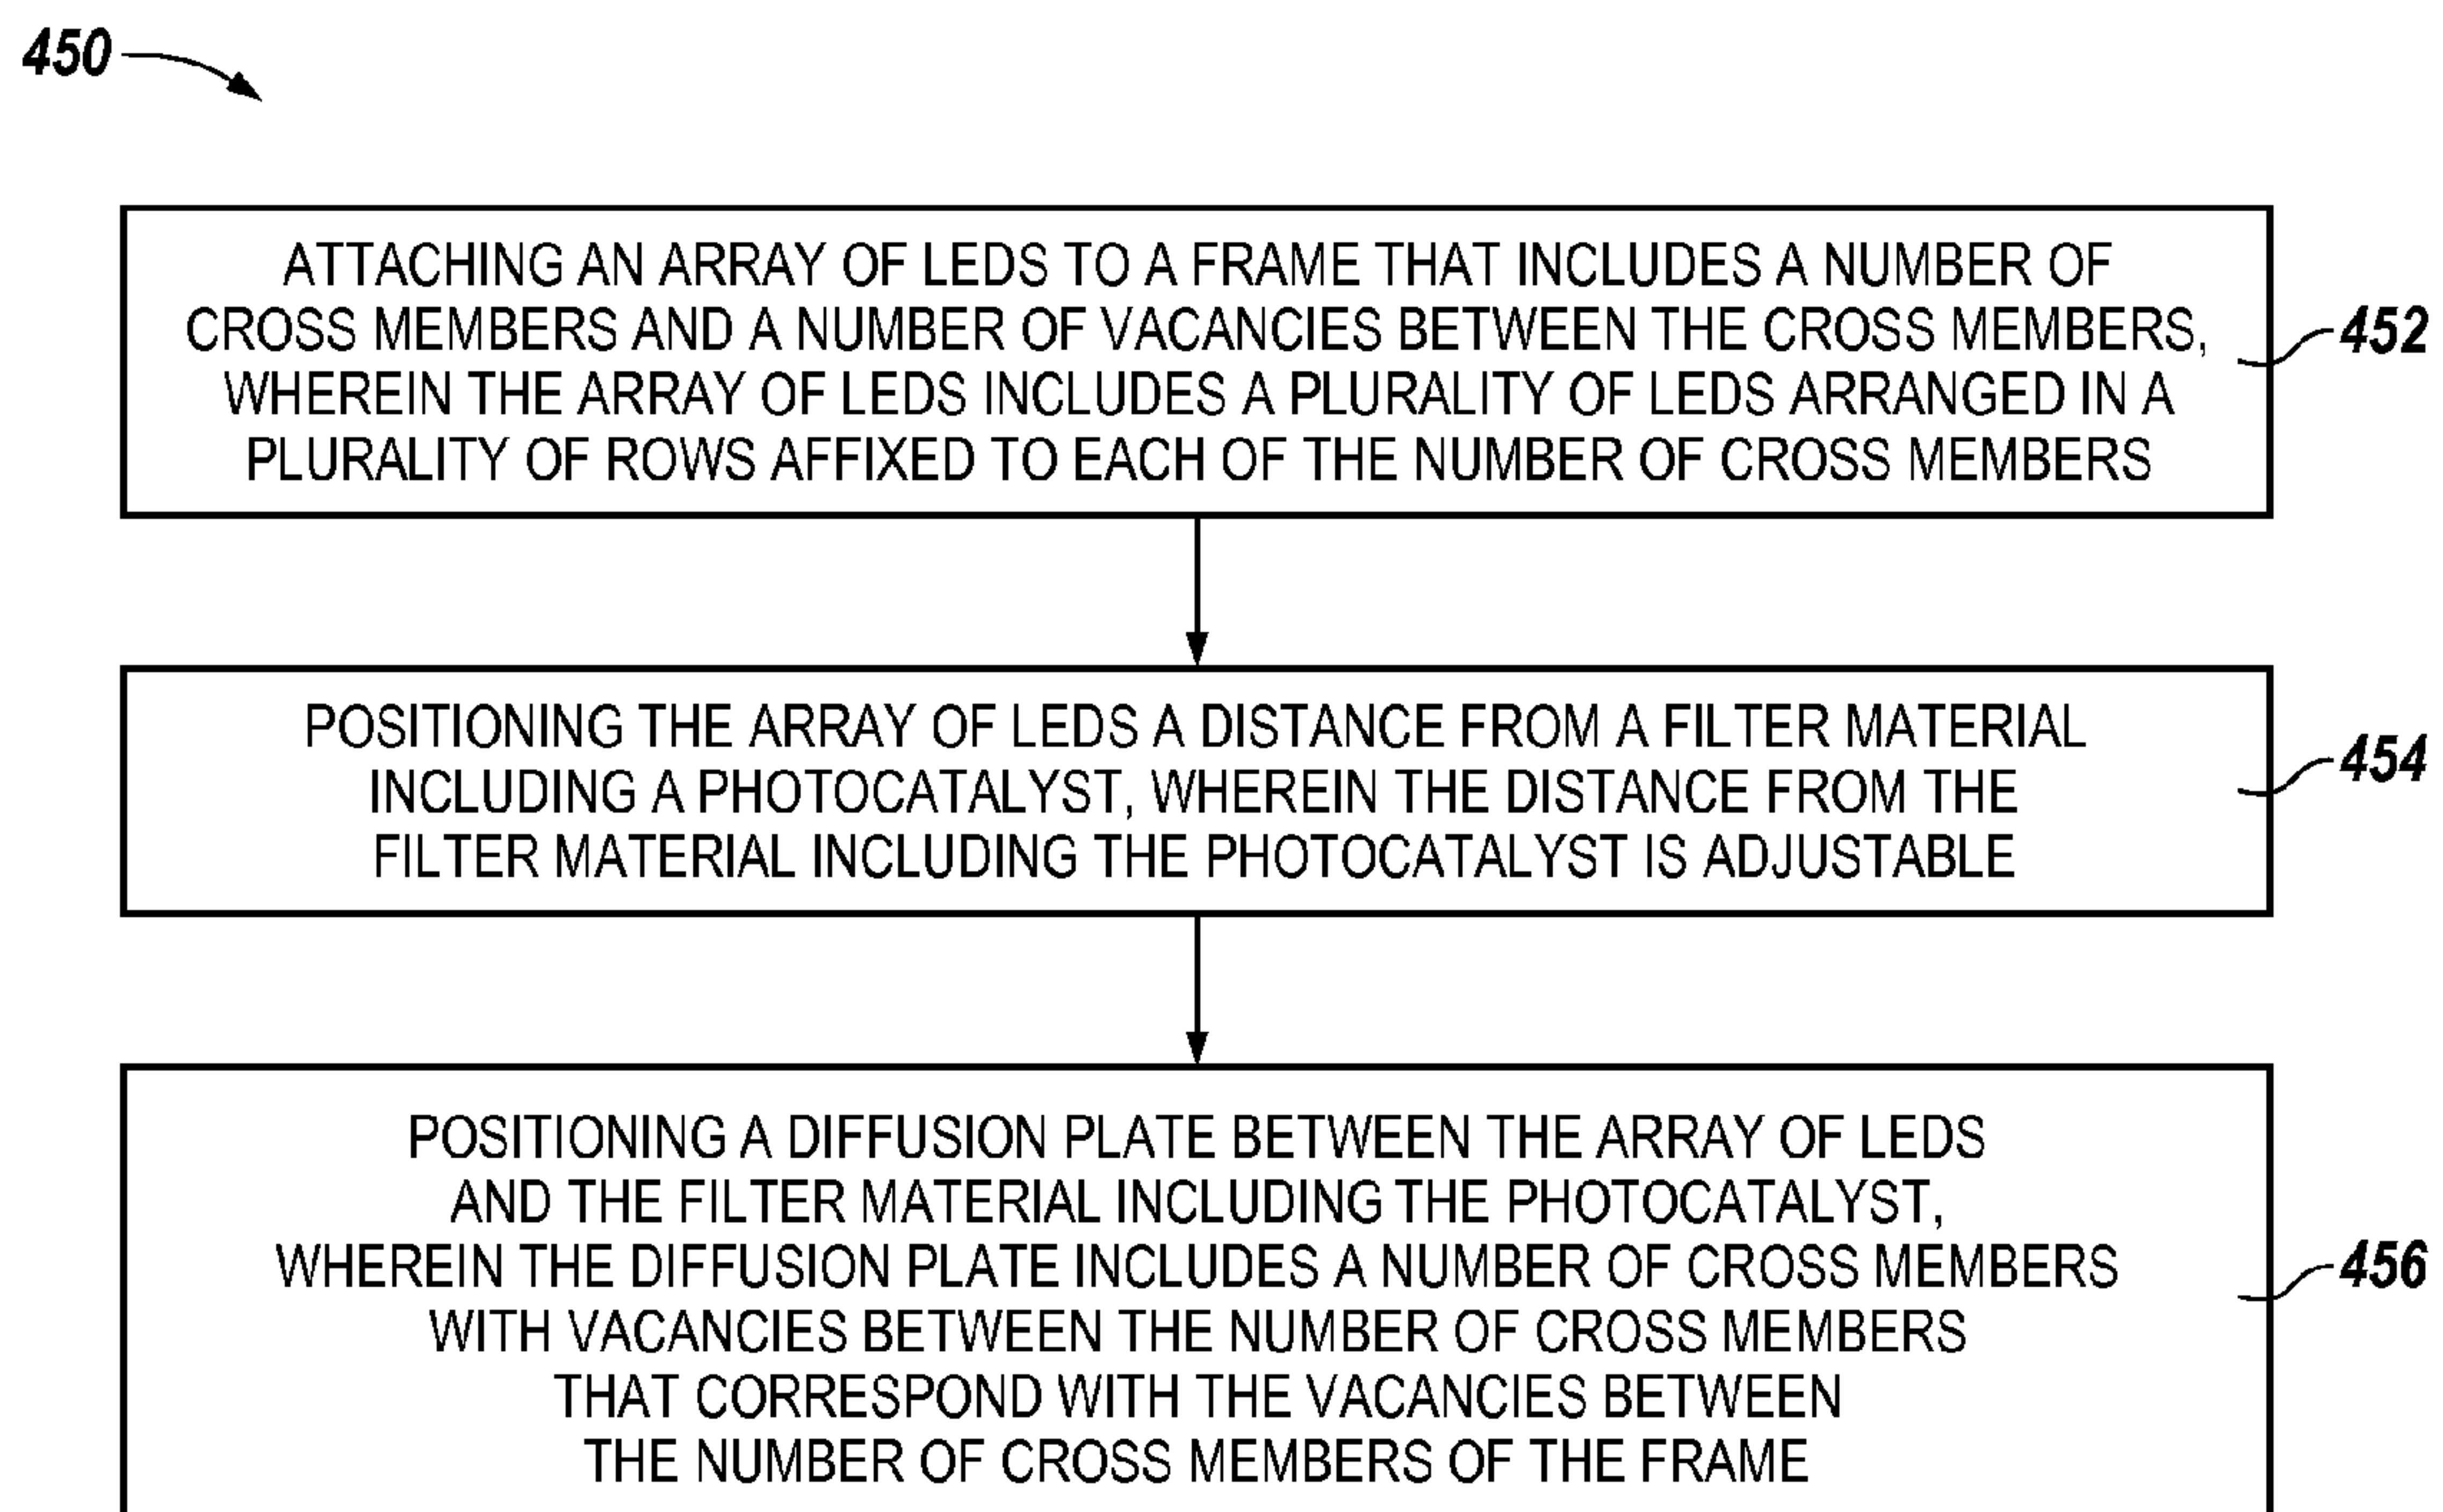 450
ATTACHING AN ARRAY OF LEDS TO A FRAME THAT INCLUDES A NUMBER OF
CROSS MEMBERS AND A NUMBER OF VACANCIES BETWEEN THE CROSS MEMBERS,
WHEREIN THE ARRAY OF LEDS INCLUDES A PLURALITY OF LEDS ARRANGED IN A
PLURALITY OF ROWS AFFIXED TO EACH OF THE NUMBER OF CROSS MEMBERS
452
POSITIONING THE ARRAY OF LEDS A DISTANCE FROM A FILTER MATERIAL
INCLUDING A PHOTOCATALYST, WHEREIN THE DISTANCE FROM THE
FILTER MATERIAL INCLUDING THE PHOTOCATALYST IS ADJUSTABLE
454
POSITIONING A DIFFUSION PLATE BETWEEN THE ARRAY OF LEDS
AND THE FILTER MATERIAL INCLUDING THE PHOTOCATALYST,
WHEREIN THE DIFFUSION PLATE INCLUDES A NUMBER OF CROSS MEMBERS
WITH VACANCIES BETWEEN THE NUMBER OF CROSS MEMBERS
THAT CORRESPOND WITH THE VACANCIES BETWEEN
THE NUMBER OF CROSS MEMBERS OF THE FRAME
456